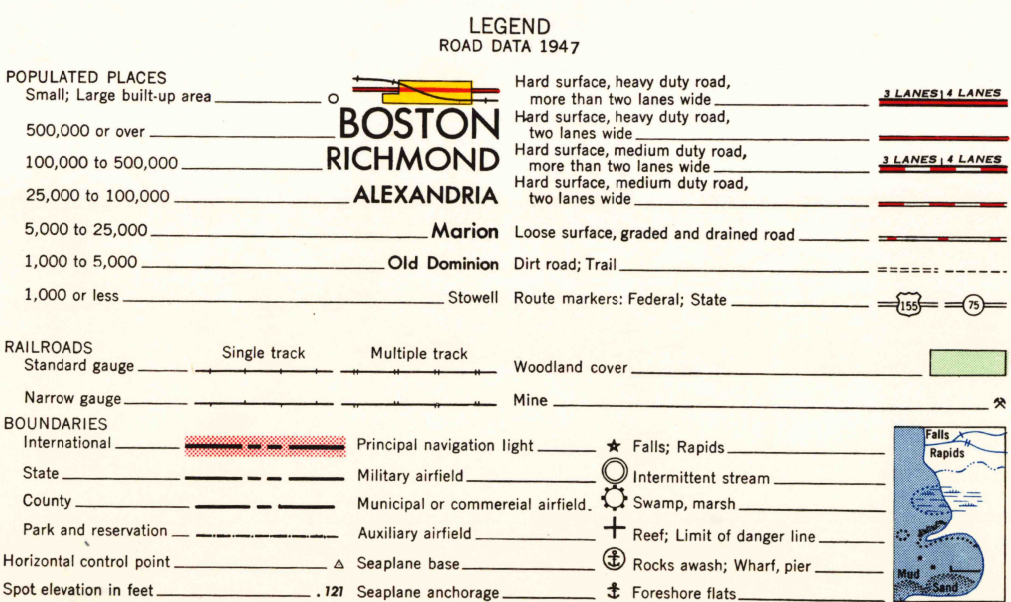 LEGEND
ROAD DATA 1947
POPULATED PLACES
Small; Large built-up area
500,000 or over BOSTON
100,000 to 500,000 RICHMOND
25,000 to 100,000 ALEXANDRIA
5,000 to 25,000 Marion
1,000 to 5,000 Old Dominion
1,000 or less Stowell
Hard surface, heavy duty road,
more than two lanes wide 3 LANES 4 LANES
Hard surface, heavy duty road,
two lanes wide
Hard surface, medium duty road,
more than two lanes wide 3 LANES 4 LANES
Hard surface, medium duty road,
two lanes wide
Loose surface, graded and drained road
Dirt road; Trail
Route markers: Federal; State 155 75
RAILROADS
Single track Multiple track
Standard gauge
Narrow gauge
Woodland cover
Mine
BOUNDARIES
International
State
County
Park and reservation
Horizontal control point
Spot elevation in feet .121
Principal navigation light
Military airfield
Municipal or commereial airfield
Auxiliary airfield
Seaplane base
Seaplane anchorage
Falls; Rapids
Intermittent stream
Swamp, marsh
Reef; Limit of danger line
Rocks awash; Wharf, pier
Foreshore flats
Falls
Rapids
Mud
Sand